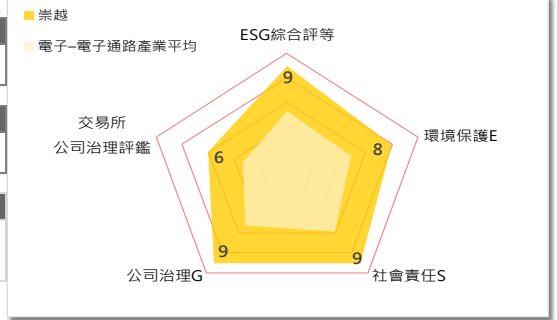 崇越
電子–電子通路產業平均
ESG綜合評等
9
環境保護E
8
交易所
公司治理評鑑
6
9
9
公司治理G
社會責任S